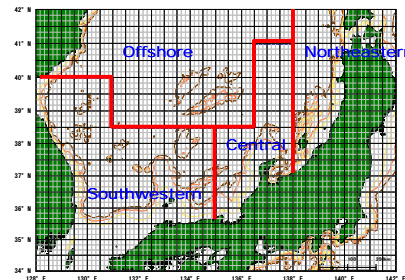 42° N
Offshore
Northeastern
41° N
40° N
39° N
38° N
Central
37° N
Southwestern
36° N
35° N
34° N
128° E 130° E 132° E 134° E 136° E 138° E 140° E 142° E